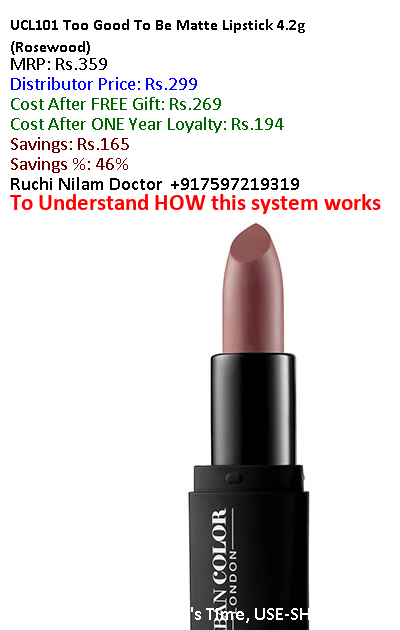 UCL101 Too Good To Be Matte Lipstick 4.2g
(Rosewood)
MRP: Rs.359
Distributor Price: Rs.299
Cost After FREE Gift: Rs.269
Cost After ONE Year Loyalty: Rs.194
Savings: Rs.165
Savings %: 46%
Ruchi Nilam Doctor +917597219319
To Understand HOW this system works
BAN COLOR
LONDON
's Time, USE-SH